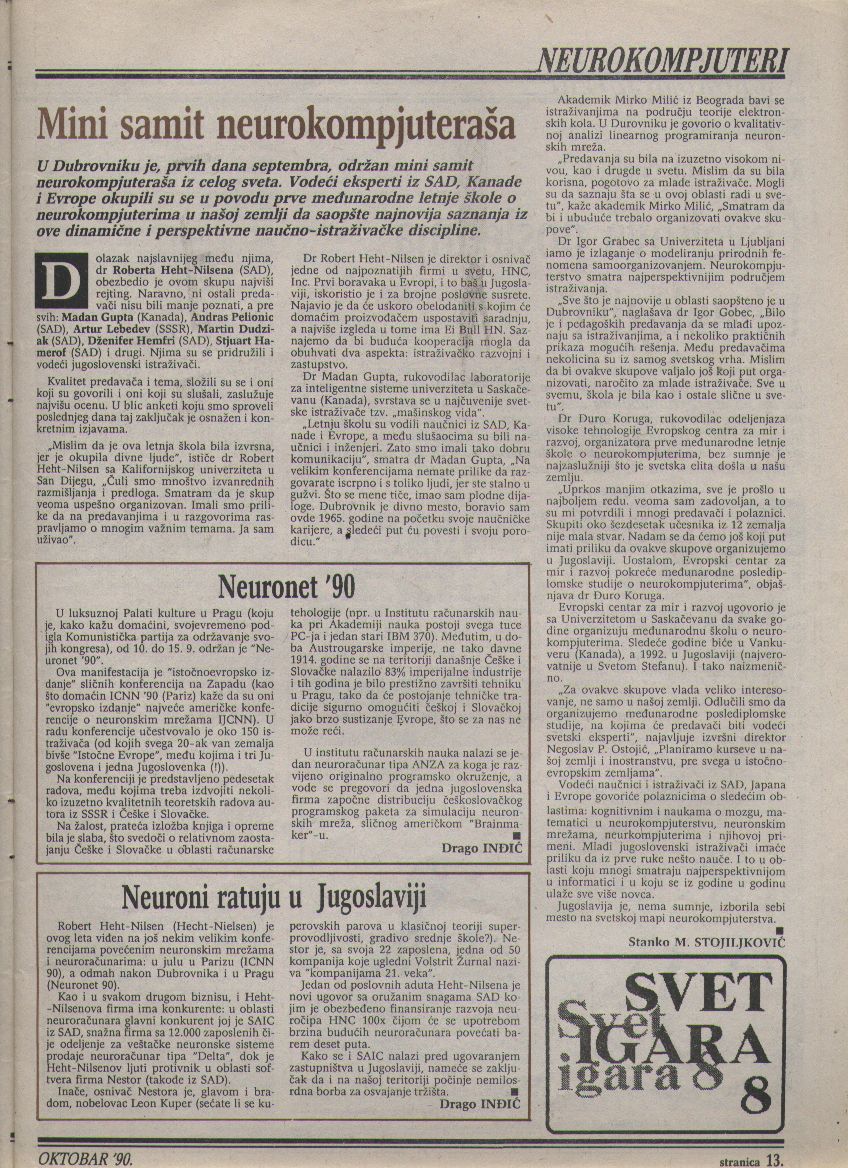 NEUROKOMPJUTERI
Mini samit neurokompjuteraša
U Dubrovniku je, prvih dana septembra, održan mini samit
neurokompjuteraša iz celog sveta. Vodeći eksperti iz SAD, Kanade
i Evrope okupili su se u povodu prve međunarodne letnje škole o
neurokompjuterima u našoj zemlji da saopšte najnovija saznanja iz
ove dinamične i perspektivne naučno-istraživačke discipline.
Dolazak najslavnijeg među njima,
dr Roberta Heht-Nilsena (SAD),
obezbedio je ovom skupu najviši
rejting. Naravno, ni ostali preda-
vači nisu bili manje poznati, a pre
svih: Madan Gupta (Kanada), Andras Pelionic
(SAD), Artur Lebedev (SSSR), Martin Dudzi-
ak (SAD), Dženifer Hemfri (SAD), Stjuart Ha-
merof (SAD) i drugi. Njima su se pridružili i
vodeći jugoslovenski istraživači.
Kvalitet predavača i tema, složili su se i oni
koji su govorili i oni koji su slušali, zaslužuje
najvišu ocenu. U blic anketi koju smo sproveli
poslednjeg dana taj zaključak je osnažen i kon-
kretnim izjavama.
„Mislim da je ova letnja škola bila izvrsna,
jer je okupila divne ljude", ističe dr Robert
Heht-Nilsen sa Kalifornijskog univerziteta u
San Dijegu, „Čuli smo mnoštvo izvanrednih
razmišljanja i predloga. Smatram da je skup
veoma uspešno organizovan. Imali smo prili-
ke da na predavanjima i u razgovorima ras-
pravljamo o mnogim važnim temama. Ja sam
uživao".
Dr Robert Heht-Nilsen je direktor i osnivač
jedne od najpoznatijih firmi u svetu, HNC,
Inc. Prvi boravaka u Evropi, i to baš u Jugosla-
viji, iskoristio je i za brojne poslovne susrete.
Najavio je da će uskoro obelodaniti s kojim će
domaćim proizvođačem uspostaviti saradnju,
a najviše izgleda u tome ima Ei Bull HN. Saz-
najemo da bi buduća kooperacija mogla da
obuhvati dva aspekta: istraživačko razvojni i
zastupstvo.
Dr Madan Gupta, rukovodilac laboratorije
za inteligentne sisteme univerziteta u Saskače-
vanu (Kanada), svrstava se u najčuvenije svet-
ske istraživače tzv. „mašinskog vida".
„Letnju školu su vodili naučnici iz SAD, Ka-
nade i Evrope, a među slušaocima su bili na-
učnici i inženjeri. Zato smo imali tako dobru
komunikaciju", smatra dr Madan Gupta, „Na
velikim konferencijama nemate prilike da raz-
govarate iscrpno i s toliko ljudi, jer ste stalno u
gužvi. Što se mene tiče, imao sam plodne dija-
loge. Dubrovnik je divno mesto, boravio sam
ovde 1965. godine na početku svoje naučničke
karijere, a sledeći put ću povesti i svoju poro-
dicu."
Akademik Mirko Milić iz Beograda bavi se
istraživanjima na području teorije elektron-
skih kola. U Durovniku je govorio o kvalitativ-
noj analizi linearnog programiranja neuron-
skih mreža.
„Predavanja su bila na izuzetno visokom ni-
vou, kao i drugde u svetu. Mislim da su bila
korisna, pogotovo za mlade istraživače. Mogli
su da saznaju šta se u ovoj oblasti radi u sve-
tu", kaže akademik Mirko Milić, „Smatram da
bi i ubuduće trebalo organizovati ovakve sku-
pove".
Dr Igor Grabec sa Univerziteta u Ljubljani
iamo je izlaganje o modeliranju prirodnih fe-
nomena samoorganizovanjem. Neurokompju-
terstvo smatra najperspektivnijim područjem
istraživanja.
„Sve što je najnovije u oblasti saopšteno je u
Dubrovniku", naglašava dr Igor Gobec, „Bilo
je i pedagoških predavanja da se mlađi upoz-
naju sa istraživanjima, a i nekoliko praktičnih
prikaza mogućih rešenja. Među predavačima
nekolicina su iz samog svetskog vrha. Mislim
da bi ovakve skupove valjalo još koji put orga-
nizovati, naročito za mlade istraživače. Sve u
svemu, škola je bila kao i ostale slične u sve-
tu".
Dr Đuro Koruga, rukovodilac odeljenjaza
visoke tehnologije Evropskog centra za mir i
razvoj, organizatora prve međunarodne letnje
škole o neurokompjuterima, bez sumnje je
najzaslužniji što je svetska elita došla u našu
zemlju.
„Uprkos manjim otkazima, sve je prošlo u
najboljem redu. veoma sam zadovoljan, a to
su mi potvrdili i mnogi predavači i polaznici.
Skupiti oko šezdesetak učesnika iz 12 zemalja
nije mala stvar. Nadam se da ćemo još koji put
imati priliku da ovakve skupove organizujemo
u Jugoslaviji. Uostalom, Evropski centar za
mir i razvoj pokreće međunarodne posledip-
lomske studije o neurokompjuterima", objaš-
njava dr Đuro Koruga.
Evropski centar za mir i razvoj ugovorio je
sa Univerzitetom u Saskačevanu da svake go-
dine organizuju međunarodnu školu o neuro-
kompjuterima. Sledeće godine biće u Vanku-
veru (Kanada), a 1992. u Jugoslaviji (najvero-
vatnije u Svetom Stefanu). I tako naizmenič-
no.
„Za ovakve skupove vlada veliko intereso-
vanje, ne samo u našoj zemlji. Odlučili smo da
organizujemo međunarodne poslediplomske
studije, na kojima će predavači biti vodeći
svetski eksperti", najavljuje izvršni direktor
Negoslav P. Ostojić, „Planiramo kurseve u na-
šoj zemlji i inostranstvu, pre svega u istočno-
evropskim zemljama".
Vodeći naučnici i istraživači iz SAD, Japana
i Evrope govoriće polaznicima o sledećim ob-
lastima: kognitivnim i naukama o mozgu, ma-
tematici u neurokompjuterstvu, neuronskim
mrežama, neurkompjuterima i njihovoj pri-
meni. Mladi jugoslovenski istraživači imaće
priliku da iz prve ruke nešto nauče. I to u ob-
lasti koju mnogi smatraju najperspektivnijom
u informatici i u koju se iz godine u godinu
ulaže sve više novca.
Jugoslavija je, nema sumnje, izborila sebi
mesto na svetskoj mapi neurokompjuterstva.
Stanko M. STOJILJKOVIĆ
Neuronet '90
U luksuznoj Palati kulture u Pragu (koju
je, kako kažu domaćini, svojevremeno pod-
igla Komunistička partija za održavanje svo-
jih kongresa), od 10. do 15. 9. održan je "Ne-
uronet '90".
Ova manifestacija je "istočnoevropsko iz-
danje" sličnih konferencija na Zapadu (kao
što domaćin ICNN '90 (Pariz) kaže da su oni
"evropsko izdanje" najveće američke konfe-
rencije o neuronskim mrežama IJCNN). U
radu konferencije učestvovalo je oko 150 is-
traživača (od kojih svega 20-ak van zemalja
bivše "Istočne Evrope", među kojima i tri Ju-
goslovena i jedna Jugoslovenka (!)).
Na konferenciji je predstavljeno pedesetak
radova, među kojima treba izdvojiti nekoli-
ko izuzetno kvalitetnih teoretskih radova au-
tora iz SSSR i Češke i Slovačke.
Na žalost, prateća izložba knjiga i opreme
bila je slaba, što svedoči o relativnom zaosta-
janju Češke i Slovačke u oblasti računarske
tehologije (npr. u Institutu računarskih nau-
ka pri Akademiji nauka postoji svega tuce
PC-ja i jedan stari IBM 370). Međutim, u do-
ba Austrougarske imperije, ne tako davne
1914. godine se na teritoriji današnje Češke i
Slovačke nalazilo 83% imperijalne industrije
i tih godina je bilo prestižno završiti tehniku
u Pragu, tako da će postojanje tehničke tra-
dicije sigurno omogućiti češkoj i Slovačkoj
jako brzo sustizanje Evrope, što se za nas ne
može reći.
U institutu računarskih nauka nalazi se je-
dan neuroračunar tipa ANZA za koga je raz-
vijeno originalno programsko okruženje, a
vode se pregovori da jedna jugoslovenska
firma započne distribuciju češkoslovačkog
programskog paketa za simulaciju neuron-
skih mreža, sličnog američkom "Brainma-
ker"-u.
Drago INĐIĆ
Neuroni ratuju u Jugoslaviji
Robert Heht-Nilsen (Hecht-Nielsen) je
ovog leta viđen na još nekim velikim konfe-
rencijama povećenim neuronskim mrežama
i neuroračunarima: u julu u Parizu (ICNN
90), a odmah nakon Dubrovnika i u Pragu
(Neuronet 90).
Kao i u svakom drugom biznisu, i Heht-
-Nilsenova firma ima konkurente: u oblasti
neuroračunara glavni konkurent joj je SAIC
iz SAD, snažna firma sa 12.000 zaposlenih či-
je odeljenje za veštačke neuronske sisteme
prodaje neuroračunar tipa "Delta", dok je
Heht-Nilsenov ljuti protivnik u oblasti sof-
tvera firma Nestor (takođe iz SAD).
Inače, osnivač Nestora je, glavom i bra-
dom, nobelovac Leon Kuper (sećate li se ku-
perovskih parova u klasičnoj teoriji super-
provodljivosti, gradivo srednje škole?). Ne-
stor je, sa svoja 22 zaposlena, jedna od 50
kompanija koje ugledni Volstrit Žurnal nazi-
va "kompanijama 21. veka".
Jedan od poslovnih aduta Heht-Nilsena je
novi ugovor sa oružanim snagama SAD ko-
jim je obezbeđeno finansiranje razvoja neu-
ročipa HNC 100x čijom će se upotrebom
brzina budućih neuroračunara povećati ba-
rem deset puta.
Kako se i SAIC nalazi pred ugovaranjem
zastupništva u Jugoslaviji, nameće se zaklju-
čak da i na našoj teritoriji počinje nemilos-
rdna borba za osvajanje tržišta.
Drago INĐIĆ
SVET
Svet
IGARA
igara 8
8
OKTOBAR '90.
stranica 13.